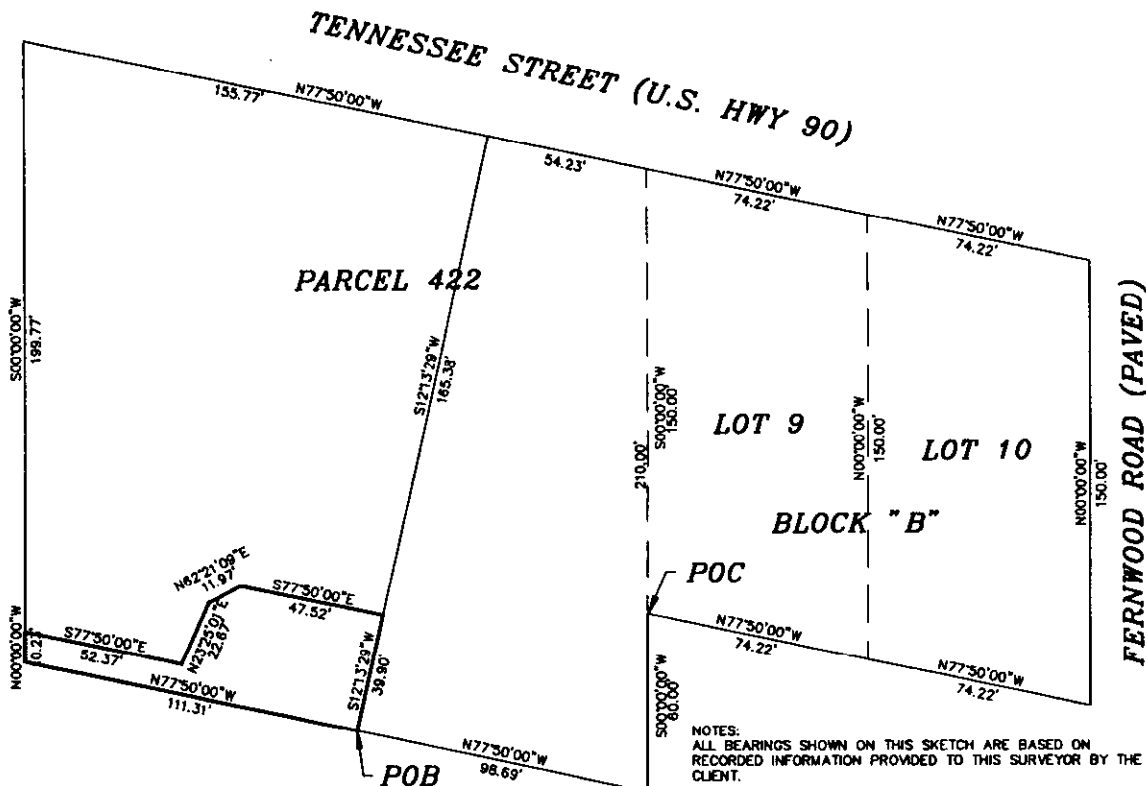 TENNESSEE STREET (U.S. HWY 90)
N77°50'00"W
155.77'
54.23'
N77°50'00"W
74.22'
N77°50'00"W
74.22'
PARCEL 422
S00°00'00"W
199.77'
S12°13'29"W
165.38'
S00°00'00"W
150.00'
210.00'
LOT 9
N00°00'00"W
150.00'
LOT 10
BLOCK "B"
N00°00'00"W
150.00'
FERNWOOD ROAD (PAVED)
POC
N62°21'09"E
11.97'
S77°50'00"E
47.52'
N23°25'01"E
22.67'
S77°50'00"E
52.37'
N00°00'00"W
S12°13'29"W
39.90'
N77°50'00"W
111.31'
N77°50'00"W
74.22'
74.22'
S00°00'00"W
60.00'
POB
N77°50'00"W
98.69'
NOTES:
ALL BEARINGS SHOWN ON THIS SKETCH ARE BASED ON
RECORDED INFORMATION PROVIDED TO THIS SURVEYOR BY THE
CLIENT.